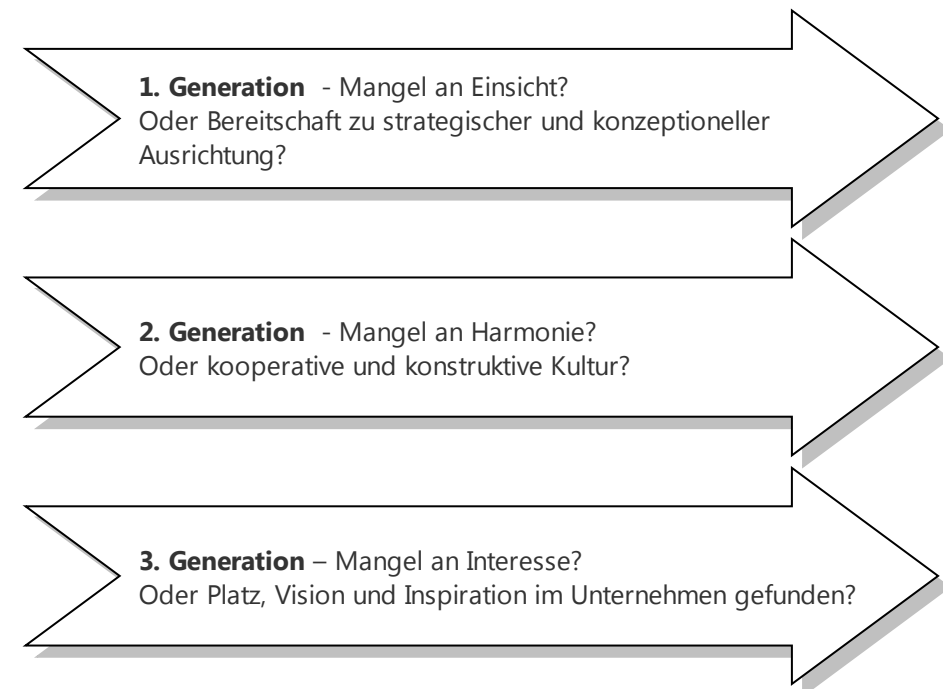 1. Generation - Mangel an Einsicht?
Oder Bereitschaft zu strategischer und konzeptioneller
Ausrichtung?
2. Generation - Mangel an Harmonie?
Oder kooperative und konstruktive Kultur?
3. Generation – Mangel an Interesse?
Oder Platz, Vision und Inspiration im Unternehmen gefunden?